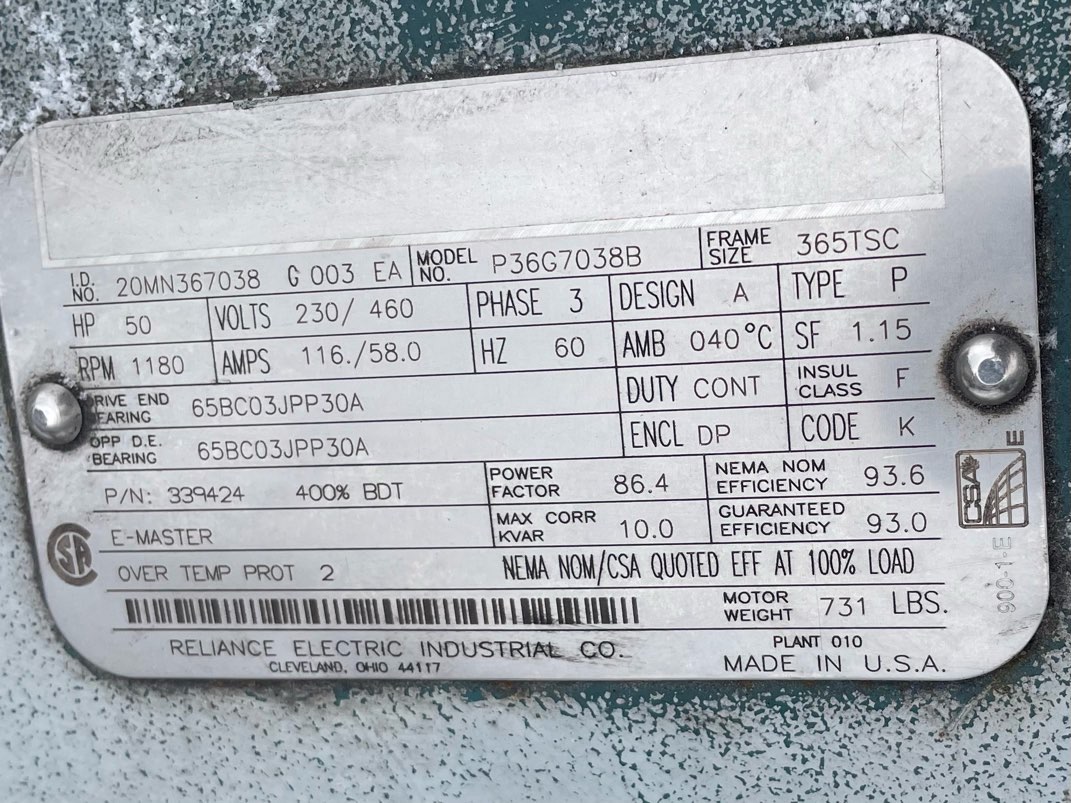 I.D. NO. 20MN367038 G 003 EA MODEL NO. P36G7038B FRAME SIZE 365TSC
HP 50 VOLTS 230/ 460 PHASE 3 DESIGN A TYPE P
RPM 1180 AMPS 116./58.0 HZ 60 AMB 040°C SF 1.15
DRIVE END BEARING 65BC03JPP30A DUTY CONT INSUL CLASS F
OPP D.E. BEARING 65BC03JPP30A ENCL DP CODE K
P/N: 339424 400% BDT POWER FACTOR 86.4 NEMA NOM EFFICIENCY 93.6
E-MASTER MAX CORR KVAR 10.0 GUARANTEED EFFICIENCY 93.0
OVER TEMP PROT 2 NEMA NOM/CSA QUOTED EFF AT 100% LOAD
MOTOR WEIGHT 731 LBS.
RELIANCE ELECTRIC INDUSTRIAL CO. PLANT 010
CLEVELAND, OHIO 44117 MADE IN U.S.A.
SA
CSA
E